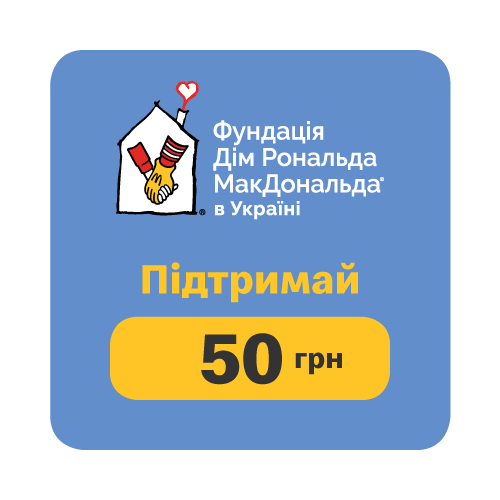 Фундація
Дім Рональда
МакДональда®
в Україні
®
Підтримай
50 грн